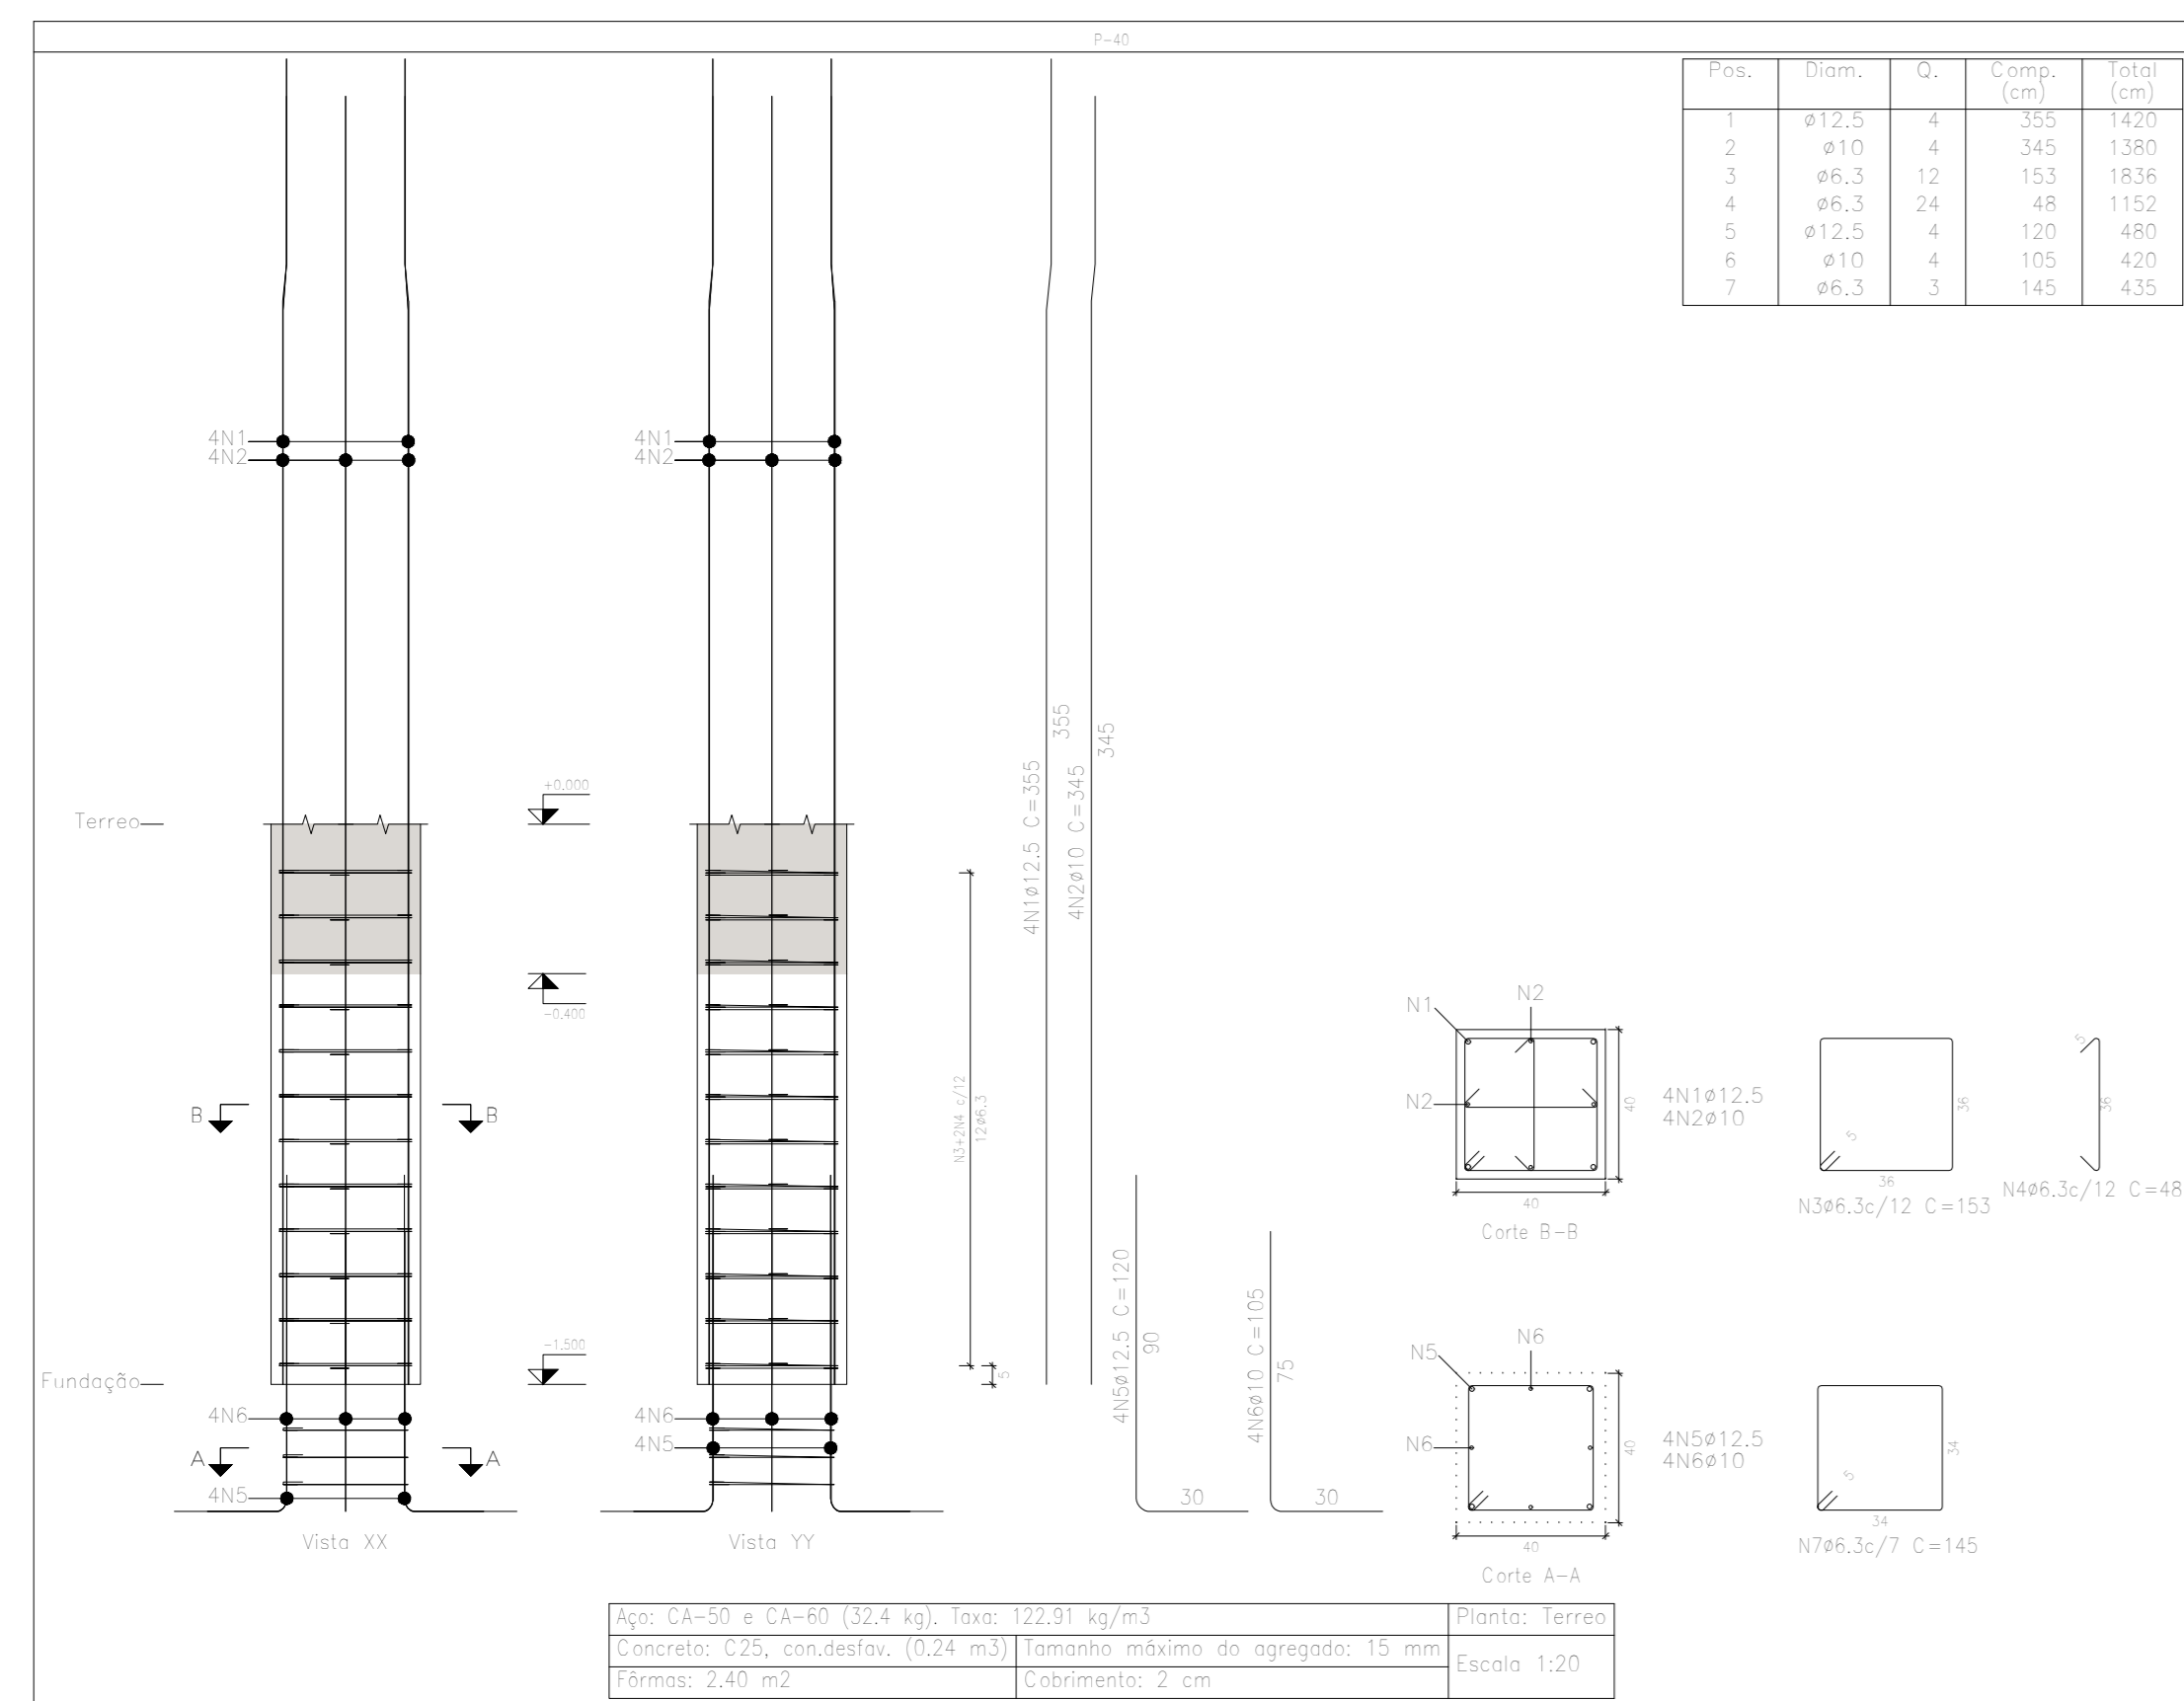 P-40
Pos. Diam. Q. Comp. (cm) Total (cm)
1 ø12.5 4 355 1420
2 ø10 4 345 1380
3 ø6.3 12 153 1836
4 ø6.3 24 48 1152
5 ø12.5 4 120 480
6 ø10 4 105 420
7 ø6.3 3 145 435
4N1
4N2
4N1
4N2
Terreo
+0.000
-0.400
B
B
Fundação
-1.500
4N6
A
A
4N5
Vista XX
4N6
4N5
Vista YY
N3+2N4 c/12
12ø6.3
5
4N1ø12.5 C=355
355
4N2ø10 C=345
345
4N5ø12.5 C=120
90
30
4N6ø10 C=105
75
30
N1
N2
N2
40
40
Corte B-B
4N1ø12.5
4N2ø10
5
36
36
N3ø6.3c/12 C=153
5
36
N4ø6.3c/12 C=48
N5
N6
N6
40
40
Corte A-A
4N5ø12.5
4N6ø10
5
34
34
N7ø6.3c/7 C=145
Aço: CA-50 e CA-60 (32.4 kg). Taxa: 122.91 kg/m3
Planta: Terreo
Concreto: C25, con.desfav. (0.24 m3)
Tamanho máximo do agregado: 15 mm
Escala 1:20
Fôrmas: 2.40 m2
Cobrimento: 2 cm